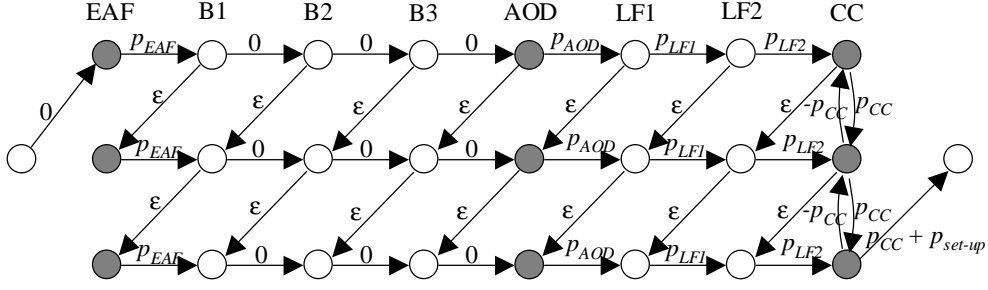 EAF B1 B2 B3 AOD LF1 LF2 CC
p_EAF 0 0 0 p_AOD p_LF1 p_LF2
0 ε ε ε ε ε ε ε -p_CC p_CC
p_EAF 0 0 0 p_AOD p_LF1 p_LF2
ε ε ε ε ε ε ε -p_CC p_CC
p_EAF 0 0 0 p_AOD p_LF1 p_LF2 p_CC + p_set-up